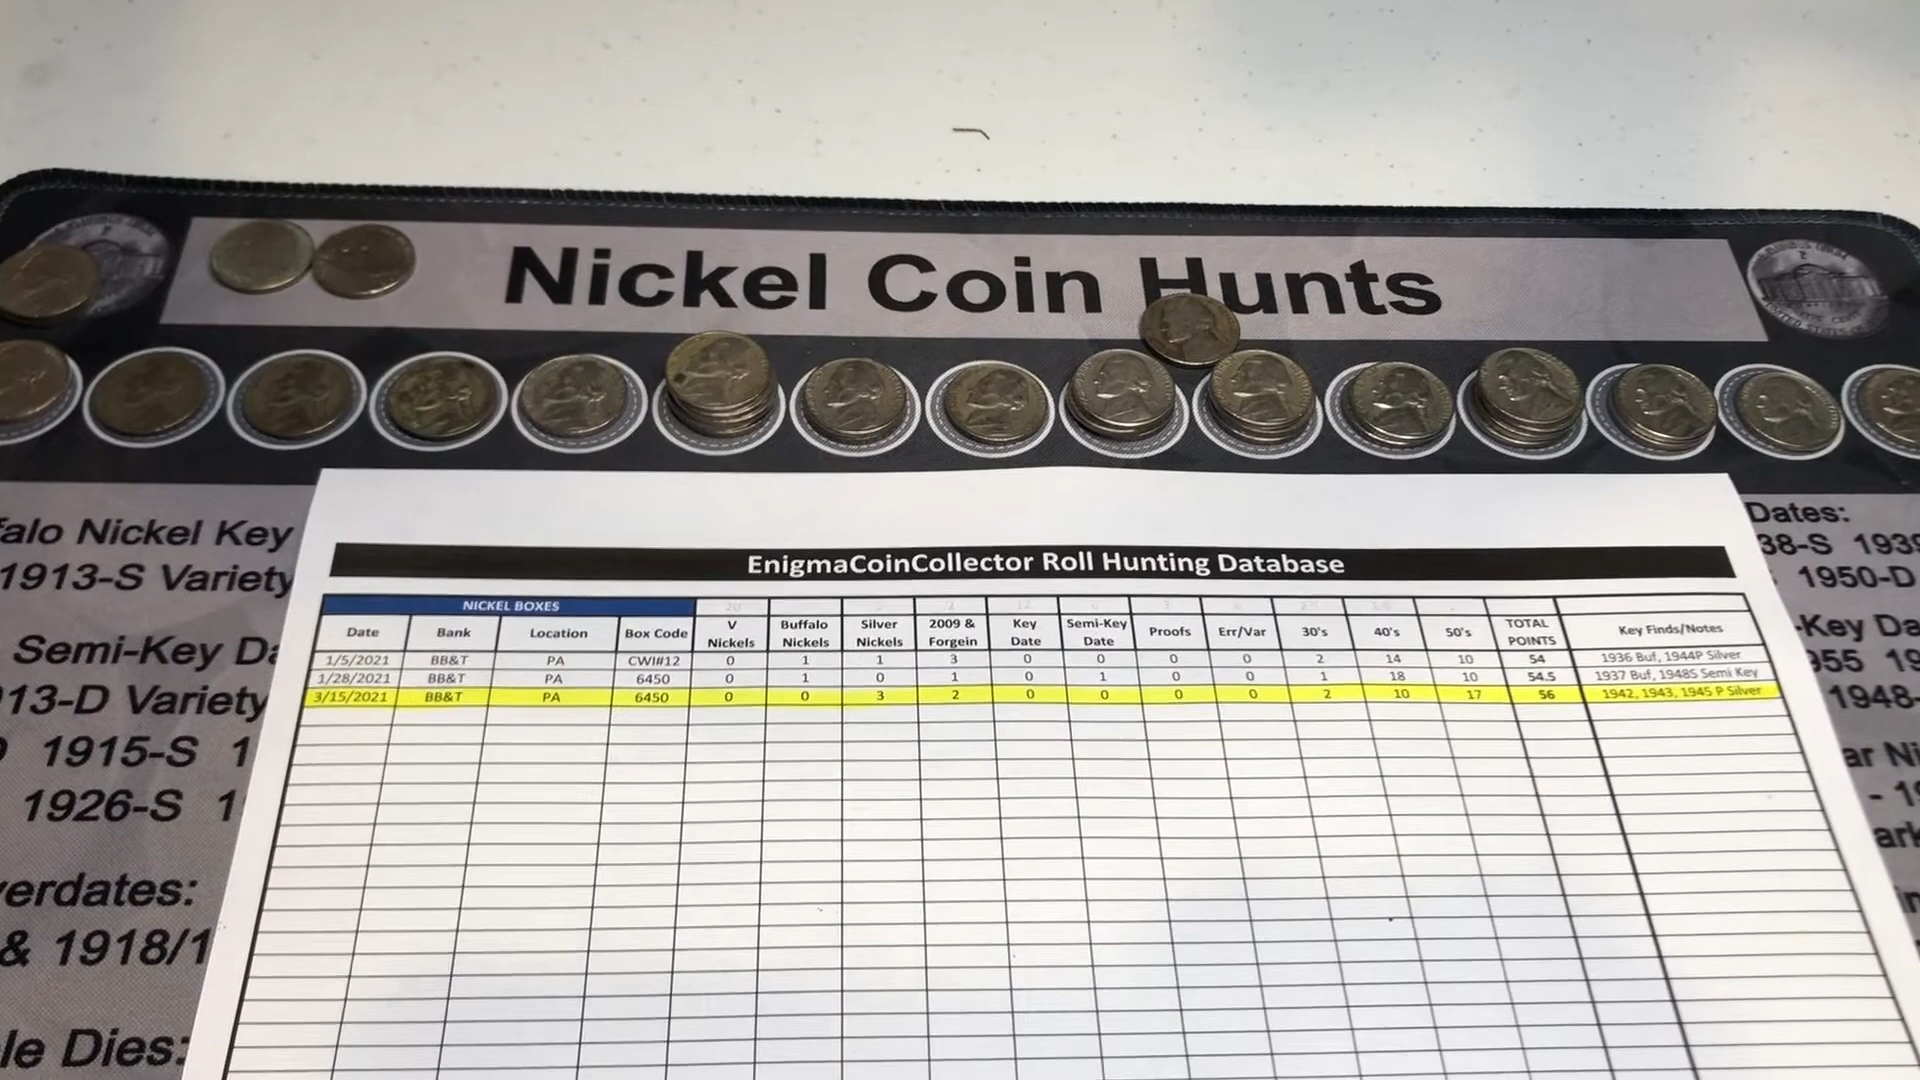 Nickel Coin Hunts
falo Nickel Key
1913-S Variety
Semi-Key Da
13-D Variety
1915-S 1
1926-S 1
verdates:
& 1918/1
le Dies:
Dates:
38-S 1939
1950-D
-Key Da
955 19
1948-
ar Ni
- 19
ark
EnigmaCoinCollector Roll Hunting Database
NICKEL BOXES
Date Bank Location Box Code V Nickels Buffalo Nickels Silver Nickels 2009 & Forgein Key Date Semi-Key Date Proofs Err/Var 30's 40's 50's TOTAL POINTS Key Finds/Notes
1/5/2021 BB&T PA CWI#12 0 1 1 3 0 0 0 0 2 14 10 54 1936 Buf, 1944P Silver
1/28/2021 BB&T PA 6450 0 1 0 1 0 1 0 0 1 18 10 54.5 1937 Buf, 1948S Semi Key
3/15/2021 BB&T PA 6450 0 0 3 2 0 0 0 0 2 10 17 56 1942, 1943, 1945 P Silver